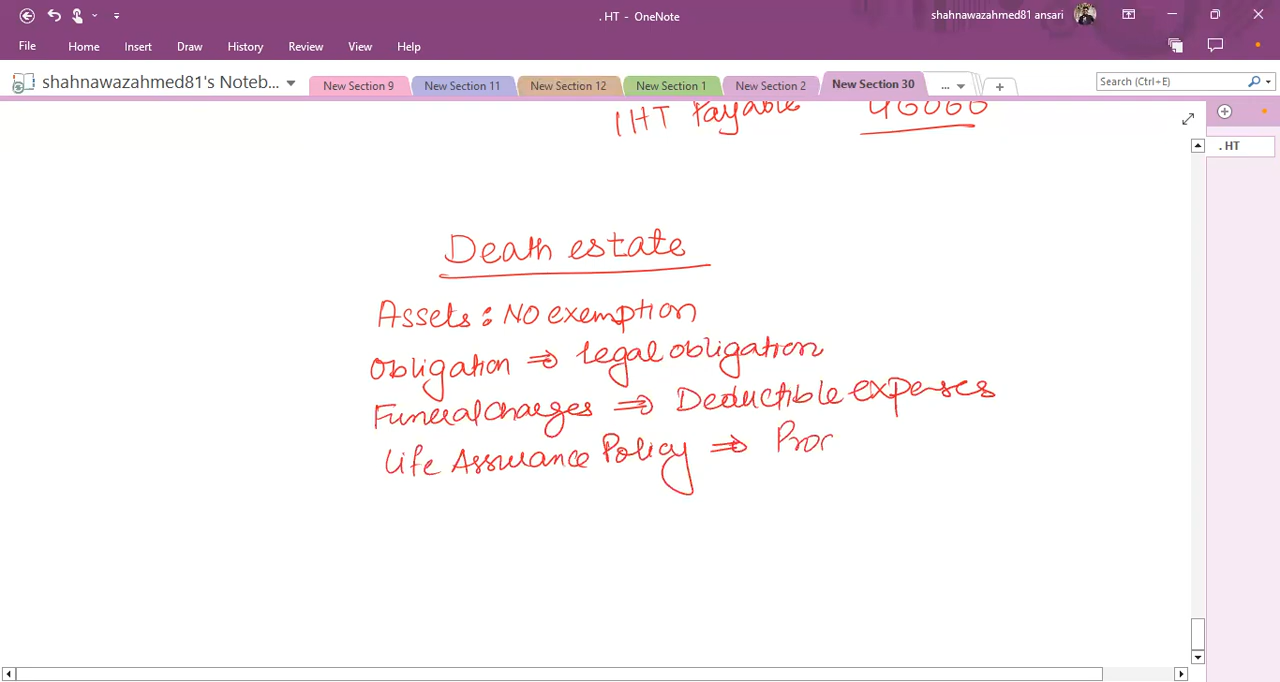 . HT - OneNote
shahnawazahmed81 ansari
File Home Insert Draw History Review View Help
shahnawazahmed81's Noteb... New Section 9 New Section 11 New Section 12 New Section 1 New Section 2 New Section 30 ... Search (Ctrl+E)
IHT Payable 46000
. HT
Death estate
Assets : No exemption
Obligation ⇒ legal obligation
Funeral charges ⇒ Deductible expenses
Life Assurance Policy ⇒ Proc